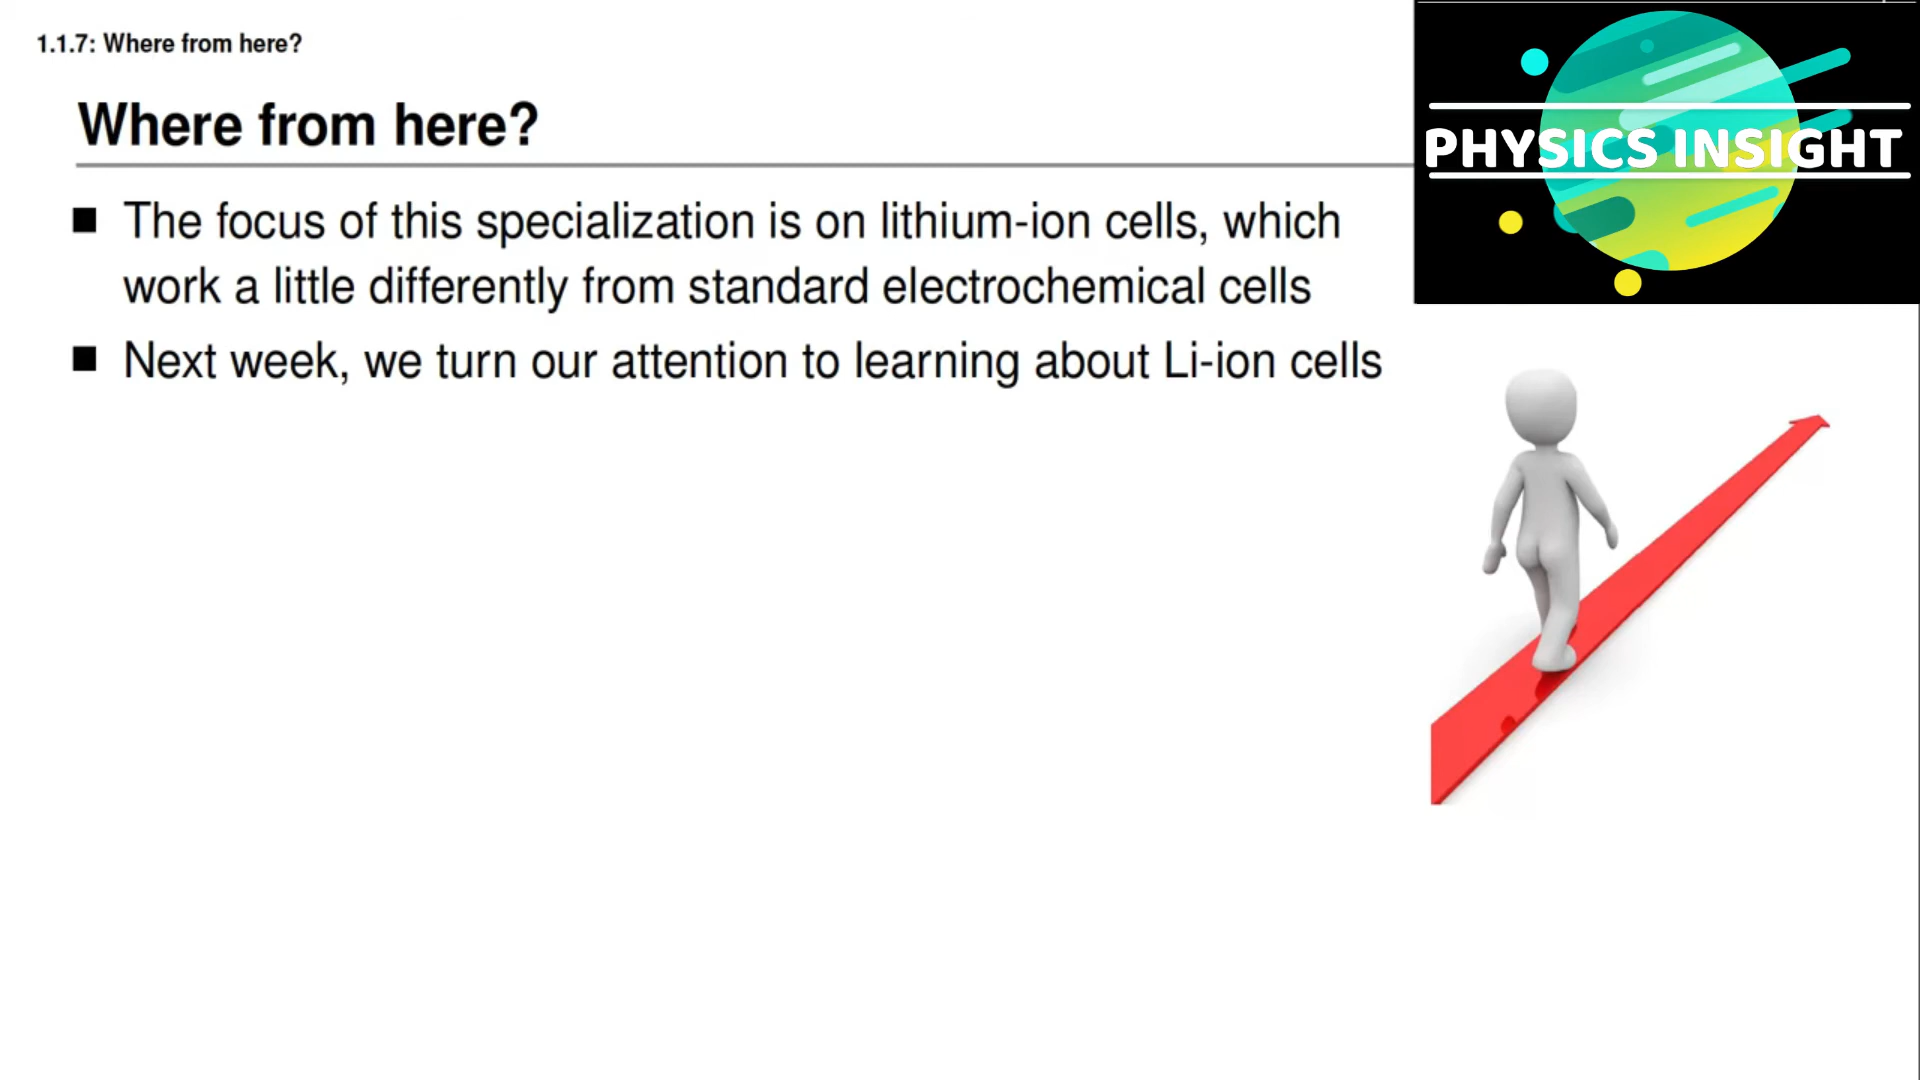 1.1.7: Where from here?
Where from here?
PHYSICS INSIGHT
The focus of this specialization is on lithium-ion cells, which
work a little differently from standard electrochemical cells
Next week, we turn our attention to learning about Li-ion cells